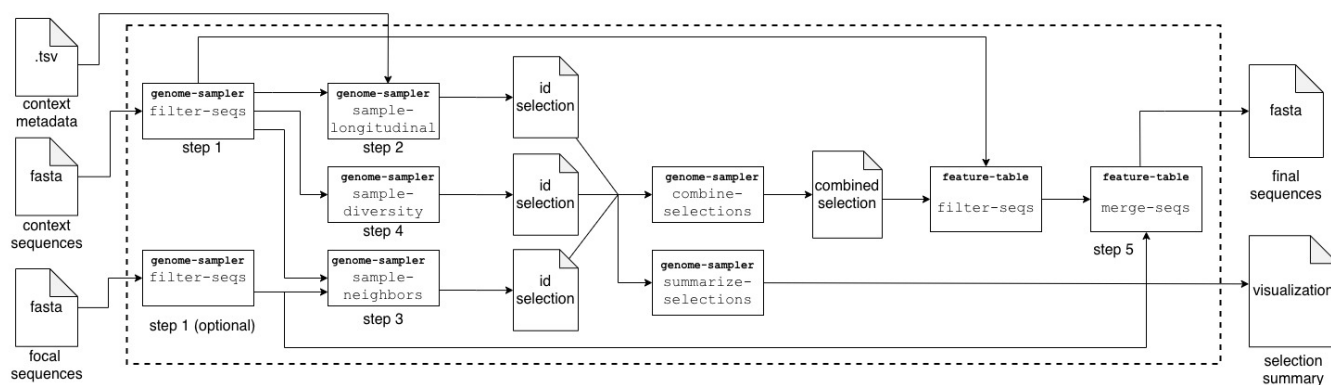 .tsv
context
metadata
fasta
context
sequences
fasta
focal
sequences
genome-sampler
filter-seqs
step 1
genome-sampler
filter-seqs
step 1 (optional)
genome-sampler
sample-
longitudinal
step 2
genome-sampler
sample-
diversity
step 4
genome-sampler
sample-
neighbors
step 3
id
selection
id
selection
id
selection
genome-sampler
combine-
selections
genome-sampler
summarize-
selections
combined
selection
feature-table
filter-seqs
feature-table
merge-seqs
step 5
fasta
final
sequences
visualization
selection
summary